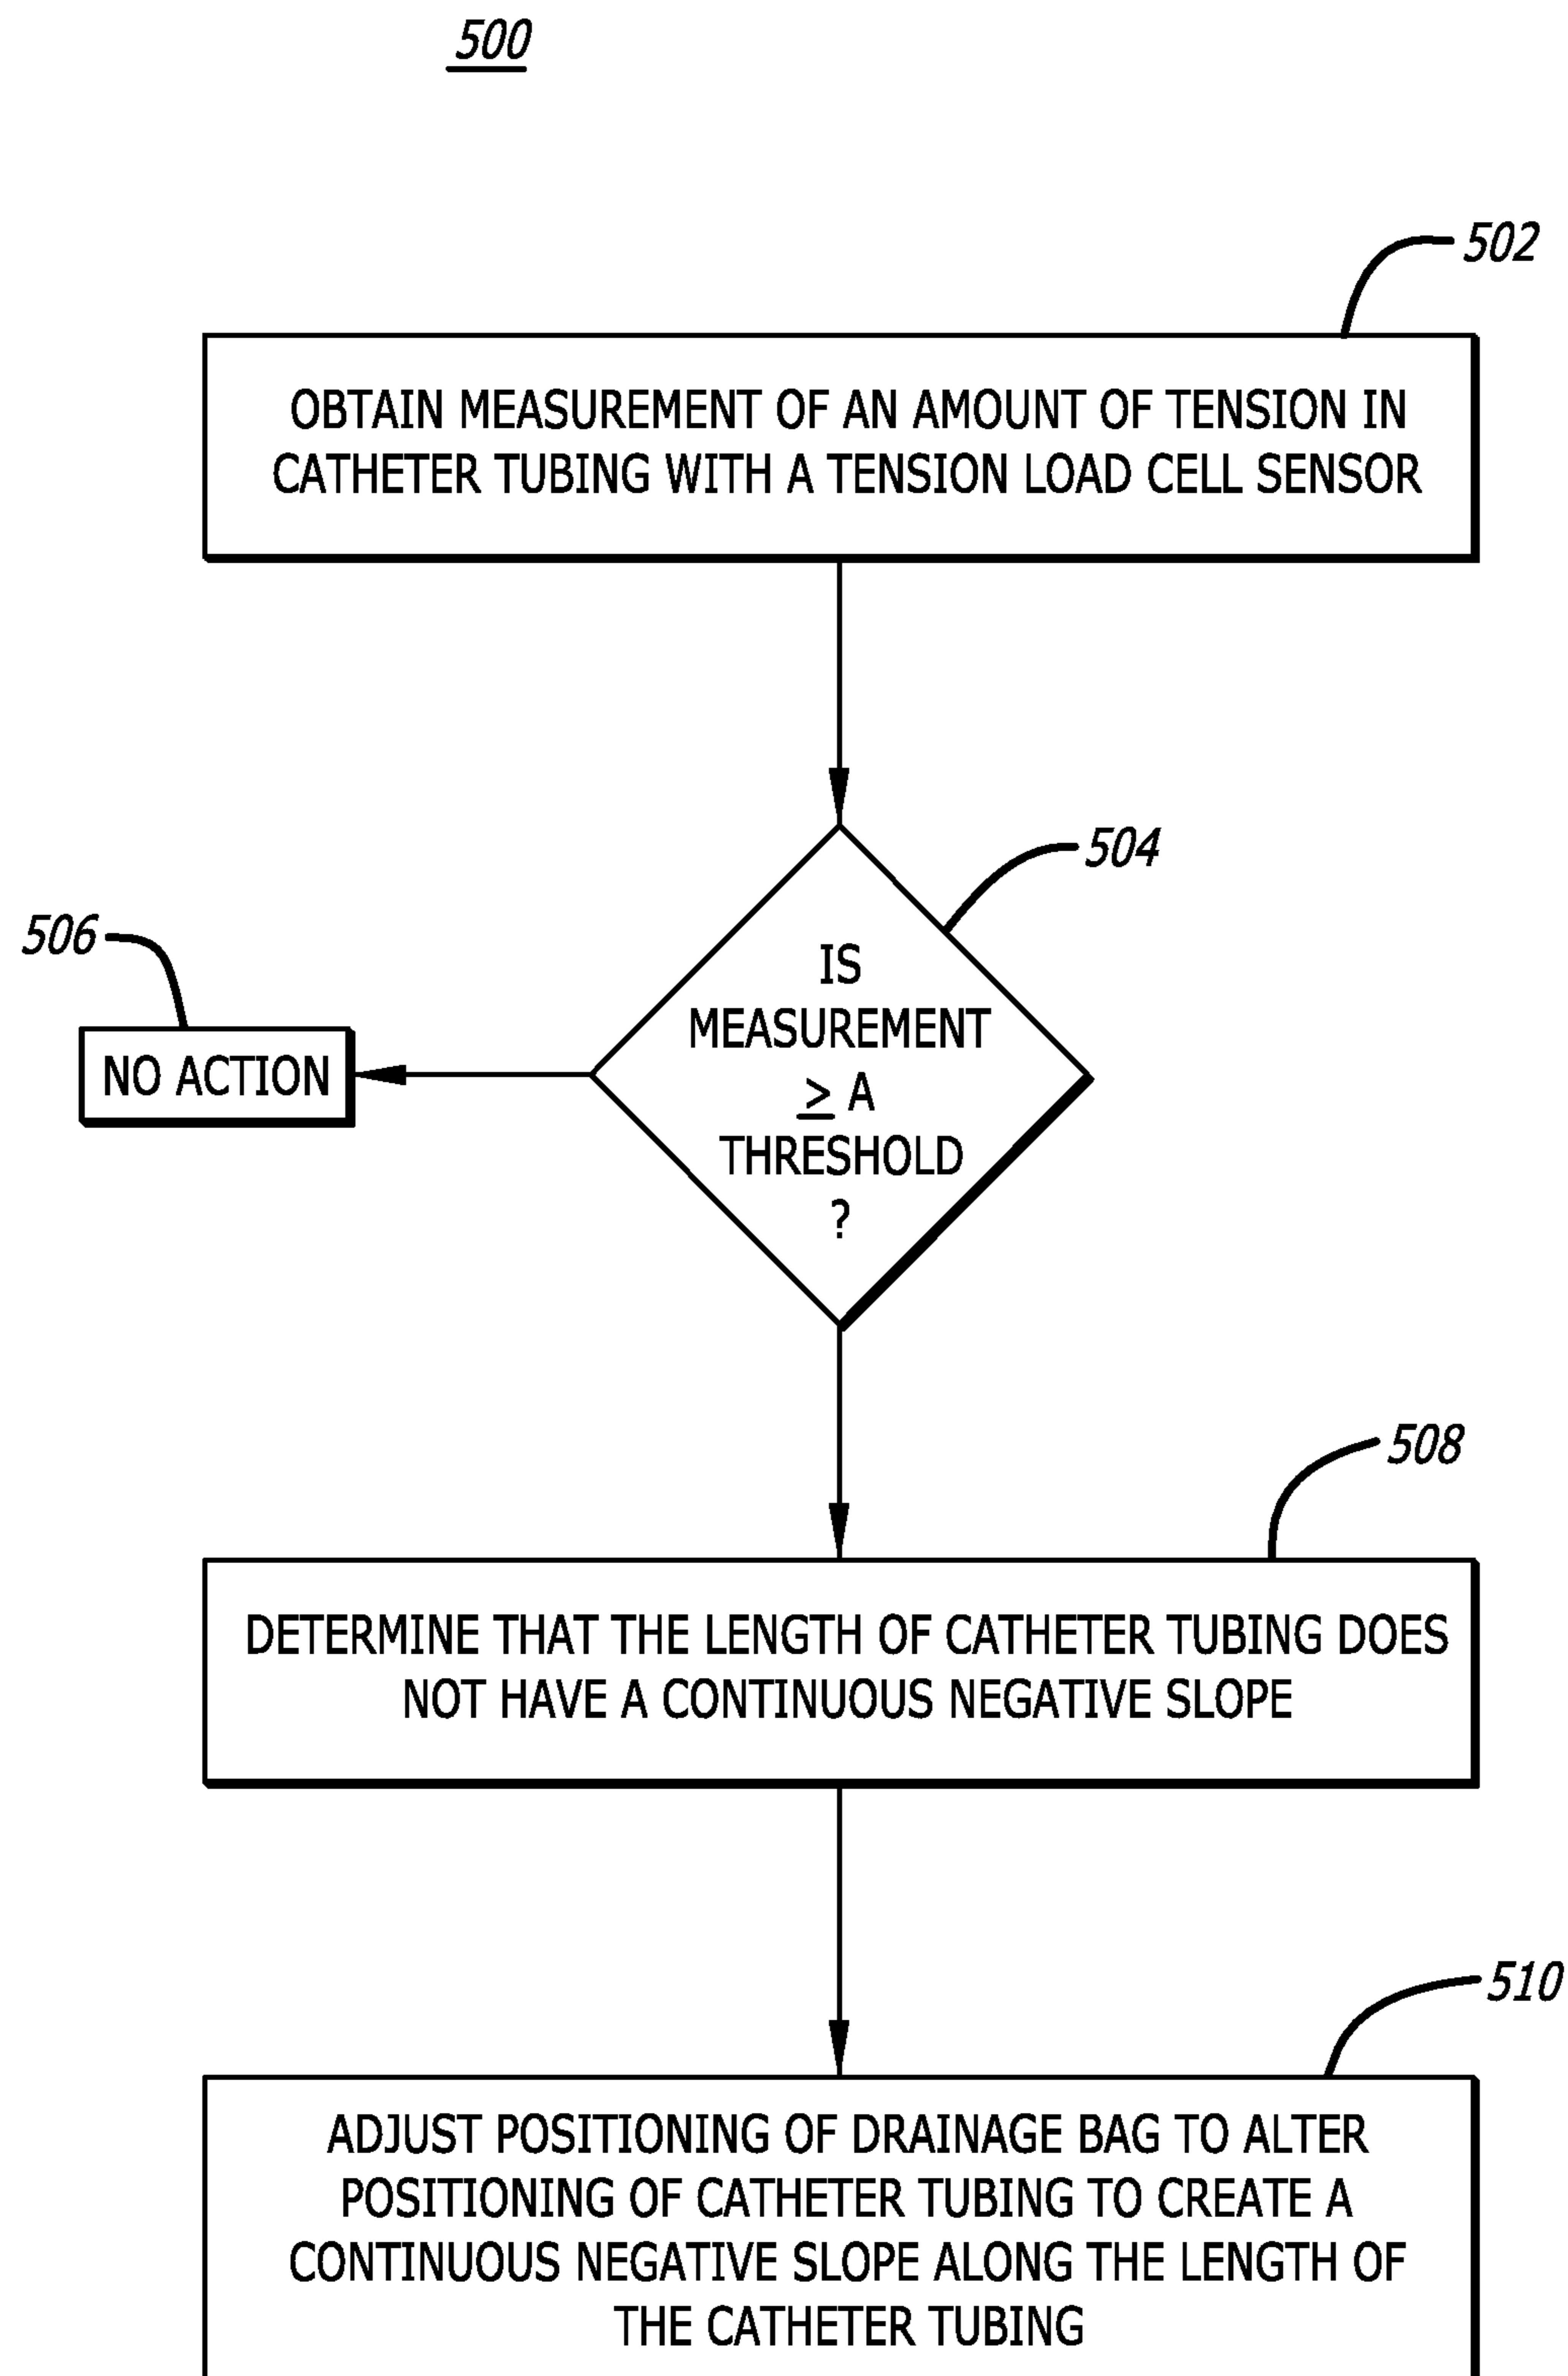 500
502
OBTAIN MEASUREMENT OF AN AMOUNT OF TENSION IN
CATHETER TUBING WITH A TENSION LOAD CELL SENSOR
504
506
IS
MEASUREMENT
≥ A
THRESHOLD
?
NO ACTION
508
DETERMINE THAT THE LENGTH OF CATHETER TUBING DOES
NOT HAVE A CONTINUOUS NEGATIVE SLOPE
510
ADJUST POSITIONING OF DRAINAGE BAG TO ALTER
POSITIONING OF CATHETER TUBING TO CREATE A
CONTINUOUS NEGATIVE SLOPE ALONG THE LENGTH OF
THE CATHETER TUBING